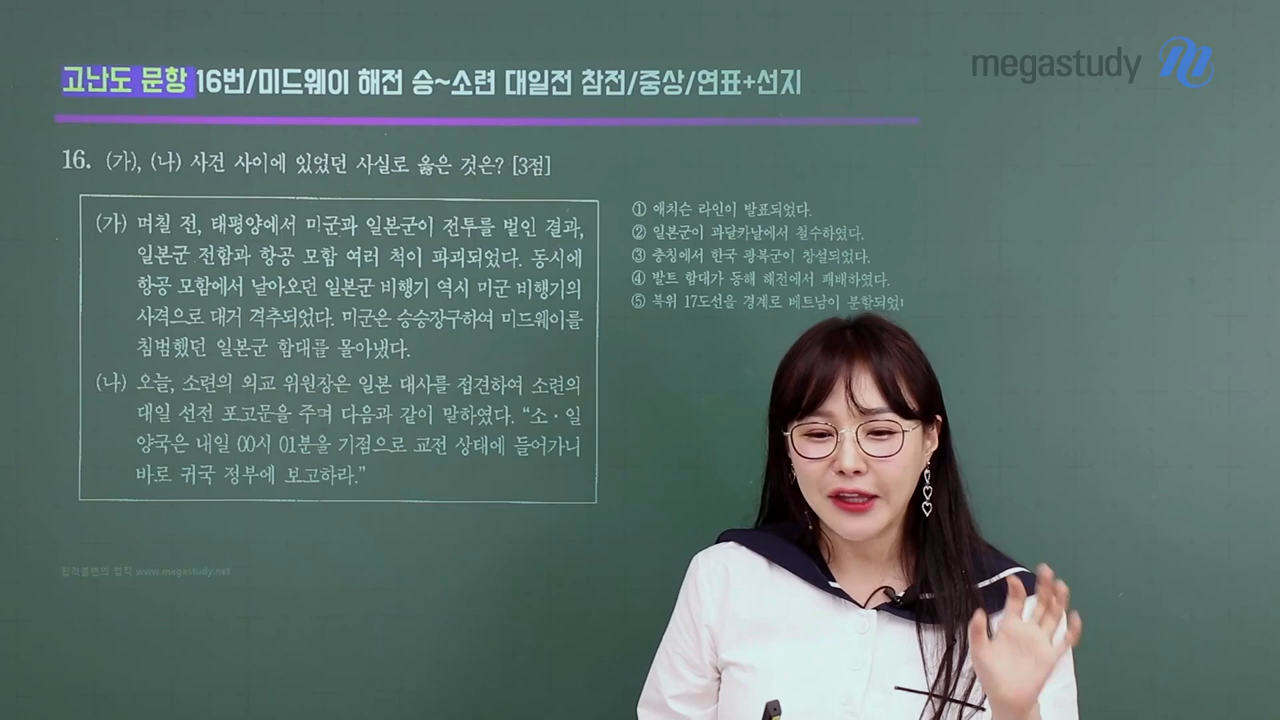 megastudy
고난도 문항 16번/미드웨이 해전 승~소련 대일전 참전/중상/연표+선지
16. (가), (나) 사건 사이에 있었던 사실로 옳은 것은? [3점]
(가) 며칠 전, 태평양에서 미군과 일본군이 전투를 벌인 결과,
일본군 전함과 항공 모함 여러 척이 파괴되었다. 동시에
항공 모함에서 날아오던 일본군 비행기 역시 미군 비행기의
사격으로 대거 격추되었다. 미군은 승승장구하여 미드웨이를
침범했던 일본군 함대를 몰아냈다.
(나) 오늘, 소련의 외교 위원장은 일본 대사를 접견하여 소련의
대일 선전 포고문을 주며 다음과 같이 말하였다. “소·일
양국은 내일 00시 01분을 기점으로 교전 상태에 들어가니
바로 귀국 정부에 보고하라.”
① 애치슨 라인이 발표되었다.
② 일본군이 과달카날에서 철수하였다.
③ 충칭에서 한국 광복군이 창설되었다.
④ 발트 함대가 동해 해전에서 패배하였다.
⑤ 북위 17도선을 경계로 베트남이 분할되었
합격불변의 법칙 www.megastudy.net